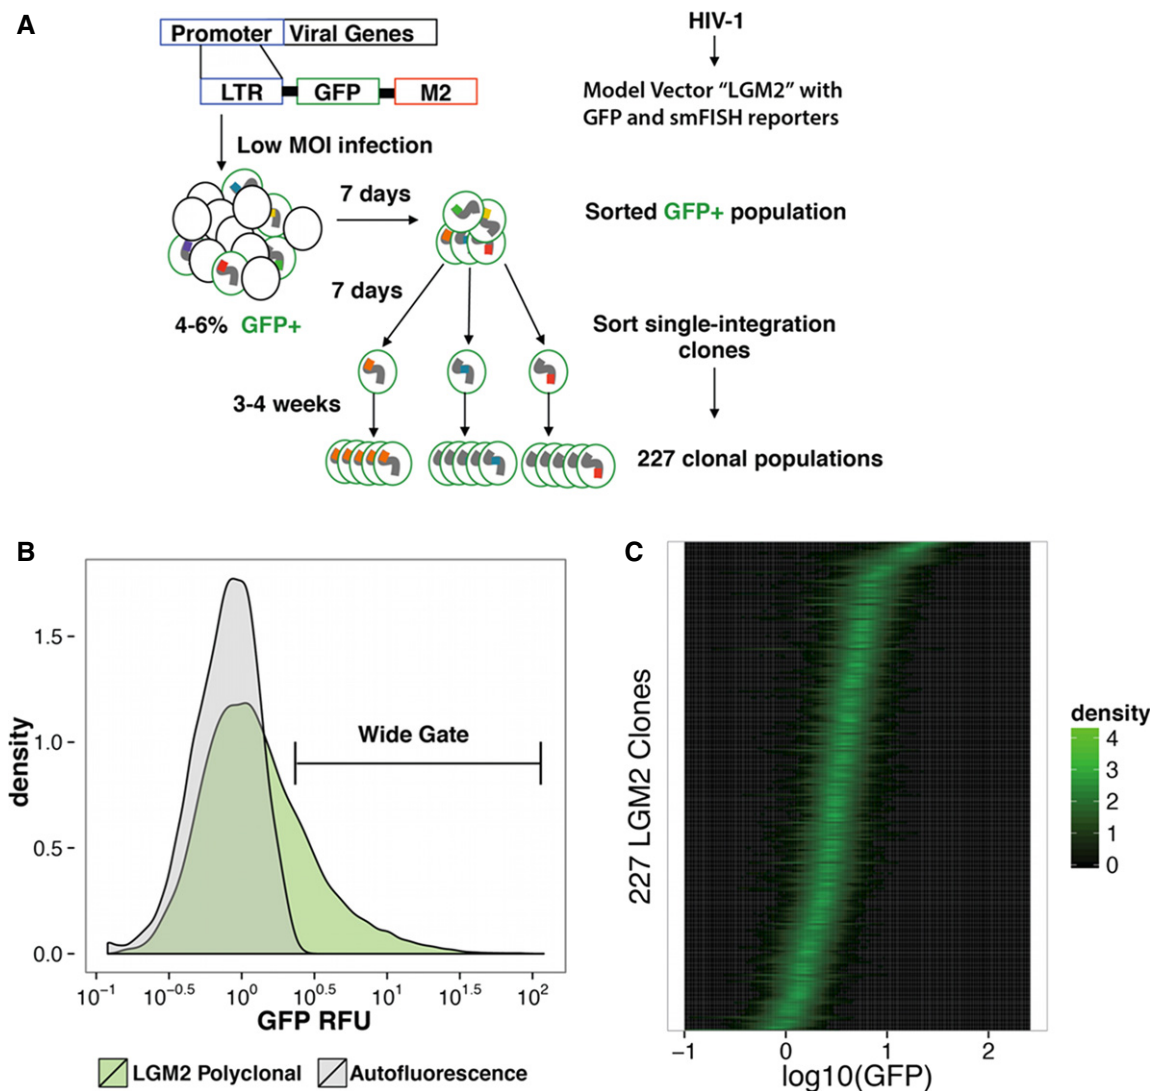 A
Promoter Viral Genes
LTR GFP M2
HIV-1
Model Vector “LGM2” with
GFP and smFISH reporters
Low MOI infection
7 days
Sorted GFP+ population
7 days
4-6% GFP+
Sort single-integration
clones
3-4 weeks
227 clonal populations
B
density
1.5
1.0
0.5
0.0
Wide Gate
10^-1 10^-0.5 10^0 10^0.5 10^1 10^1.5 10^2
GFP RFU
LGM2 Polyclonal Autofluorescence
C
227 LGM2 Clones
−1 0 1 2
log10(GFP)
density
4
3
2
1
0